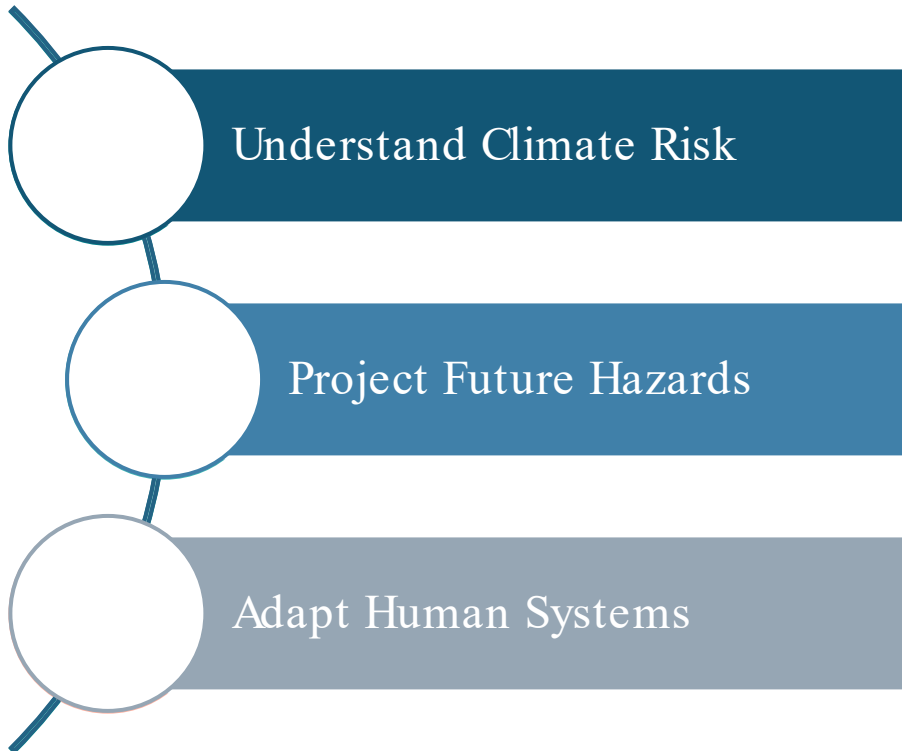 Understand Climate Risk
Project Future Hazards
Adapt Human Systems